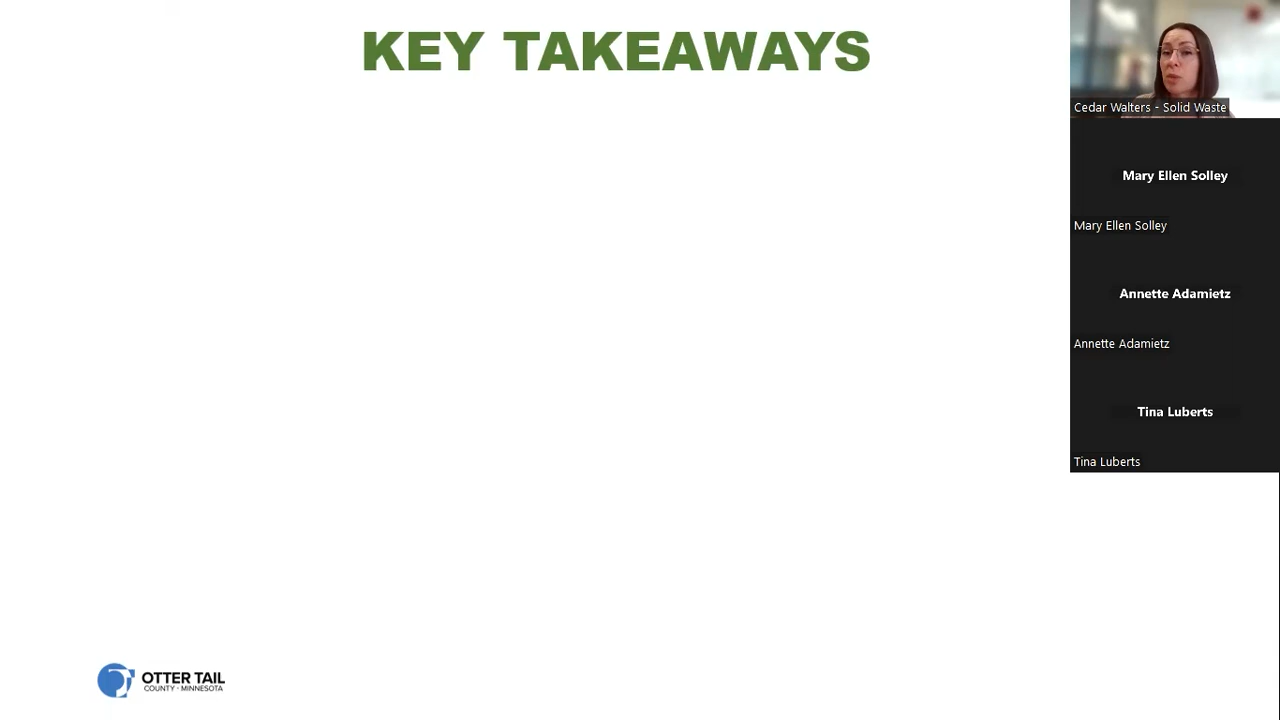 KEY TAKEAWAYS
Cedar Walters - Solid Waste
Mary Ellen Solley
Mary Ellen Solley
Annette Adamietz
Annette Adamietz
Tina Luberts
Tina Luberts
OTTER TAIL
COUNTY · MINNESOTA